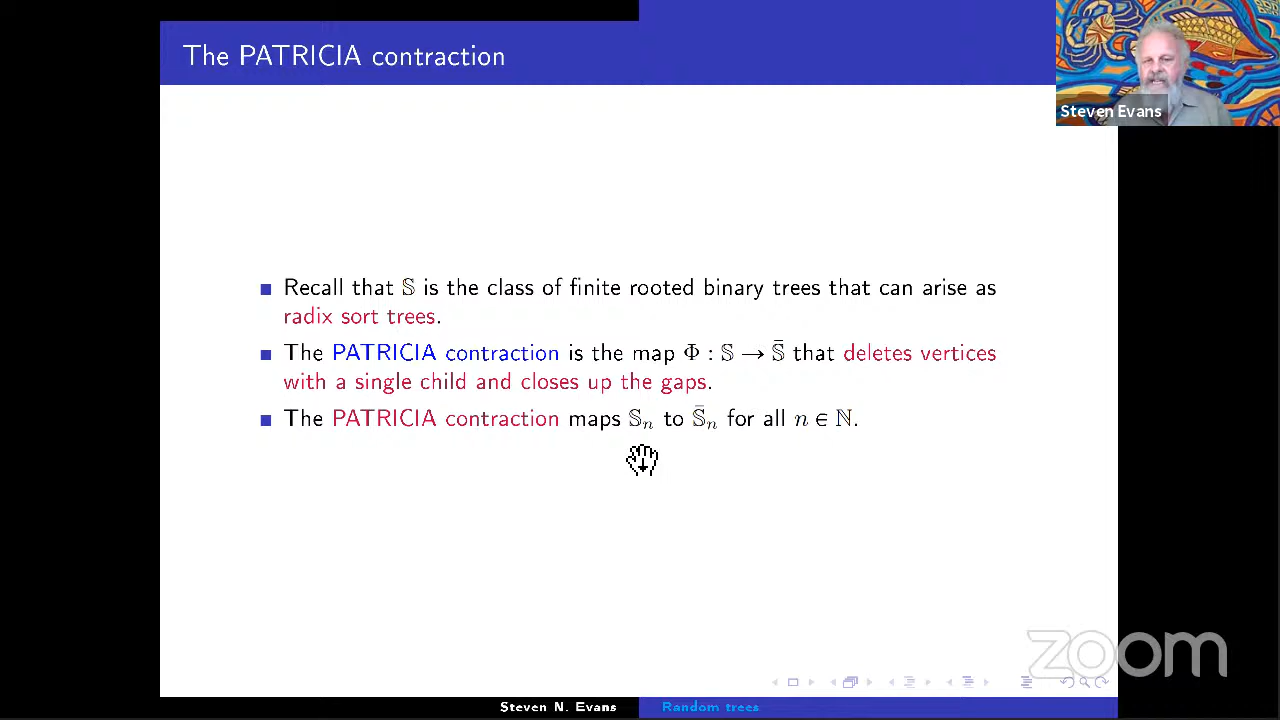 The PATRICIA contraction
Steven Evans
Recall that 𝕊 is the class of finite rooted binary trees that can arise as
radix sort trees.
The PATRICIA contraction is the map Φ : 𝕊 → 𝕊̄ that deletes vertices
with a single child and closes up the gaps.
The PATRICIA contraction maps 𝕊ₙ to 𝕊̄ₙ for all n ∈ ℕ.
zoom
Steven N. Evans
Random trees